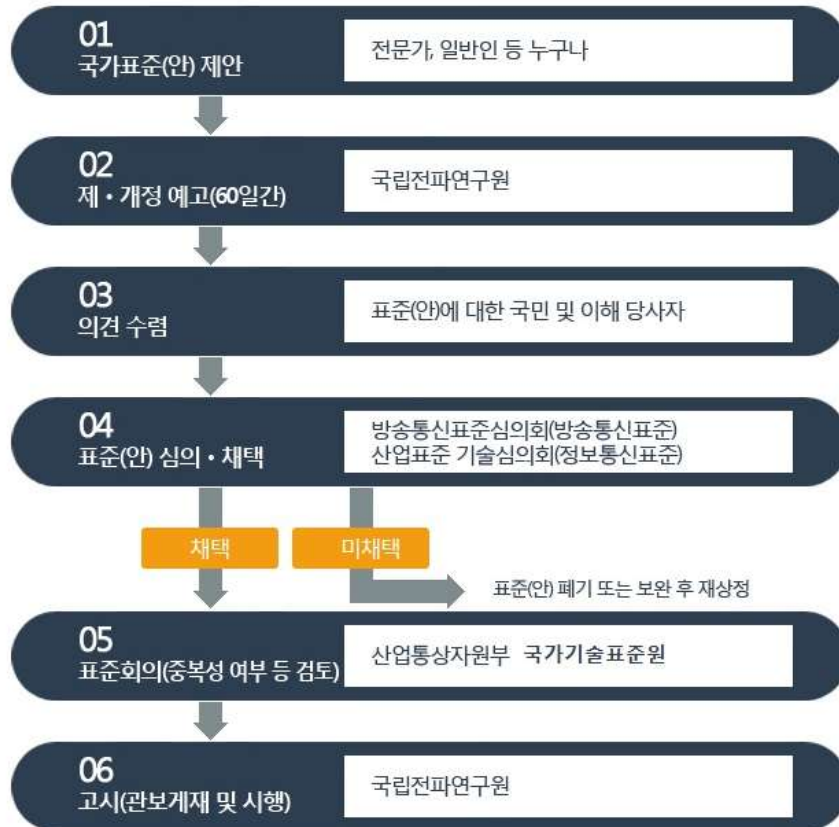 01
국가표준(안) 제안
전문가, 일반인 등 누구나
02
제・개정 예고(60일간)
국립전파연구원
03
의견 수렴
표준(안)에 대한 국민 및 이해 당사자
04
표준(안) 심의・채택
방송통신표준심의회(방송통신표준)
산업표준 기술심의회(정보통신표준)
채택
미채택
표준(안) 폐기 또는 보완 후 재상정
05
표준회의(중복성 여부 등 검토)
산업통상자원부 국가기술표준원
06
고시(관보게재 및 시행)
국립전파연구원